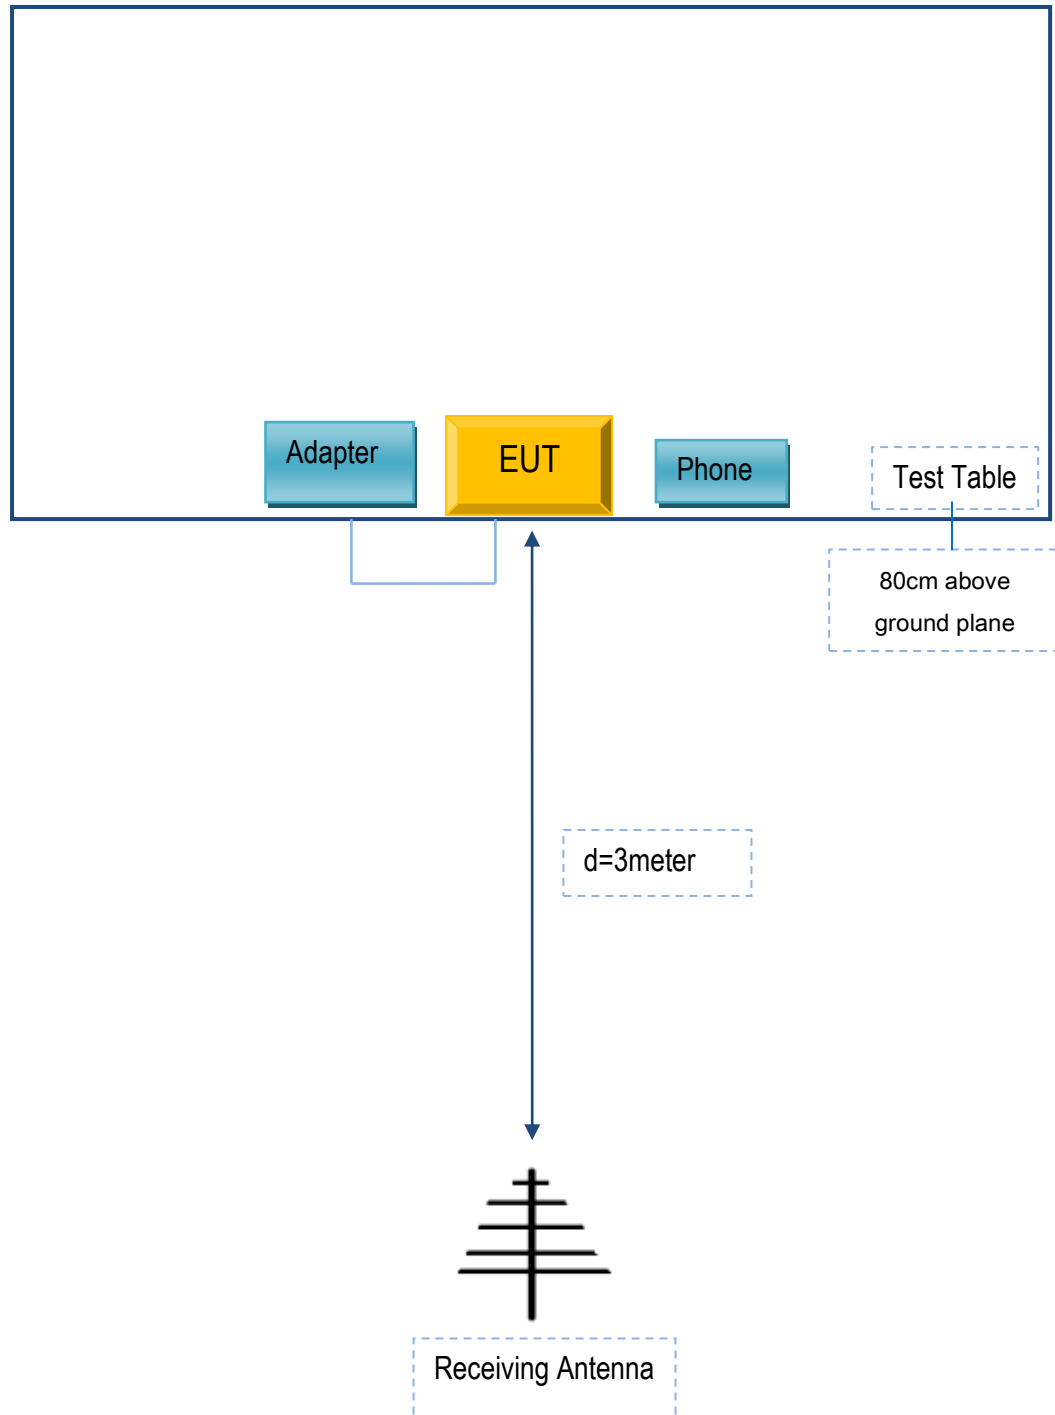 Adapter
EUT
Phone
Test Table
80cm above
ground plane
d=3meter
Receiving Antenna